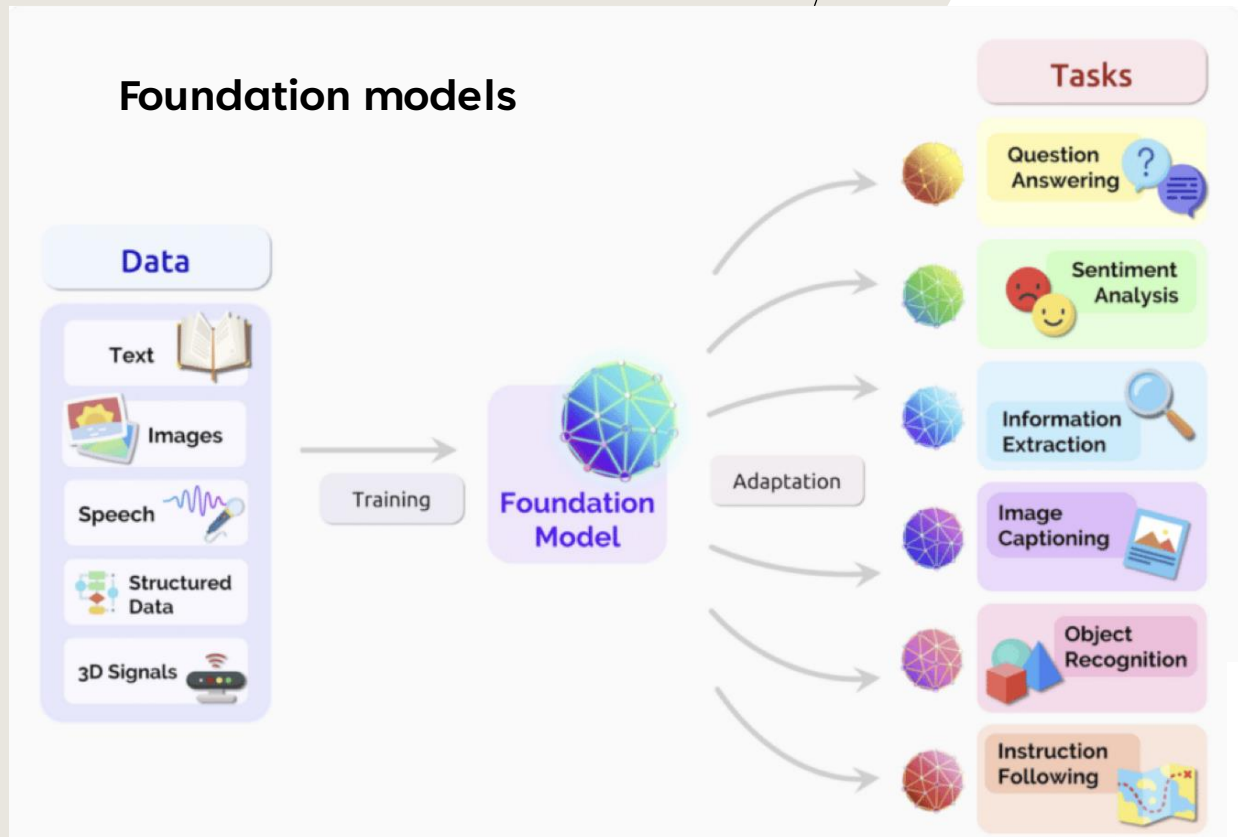 Foundation models
Data
Text
Images
Speech
Structured
Data
3D Signals
Training
Foundation
Model
Adaptation
Tasks
Question
Answering
Sentiment
Analysis
Information
Extraction
Image
Captioning
Object
Recognition
Instruction
Following